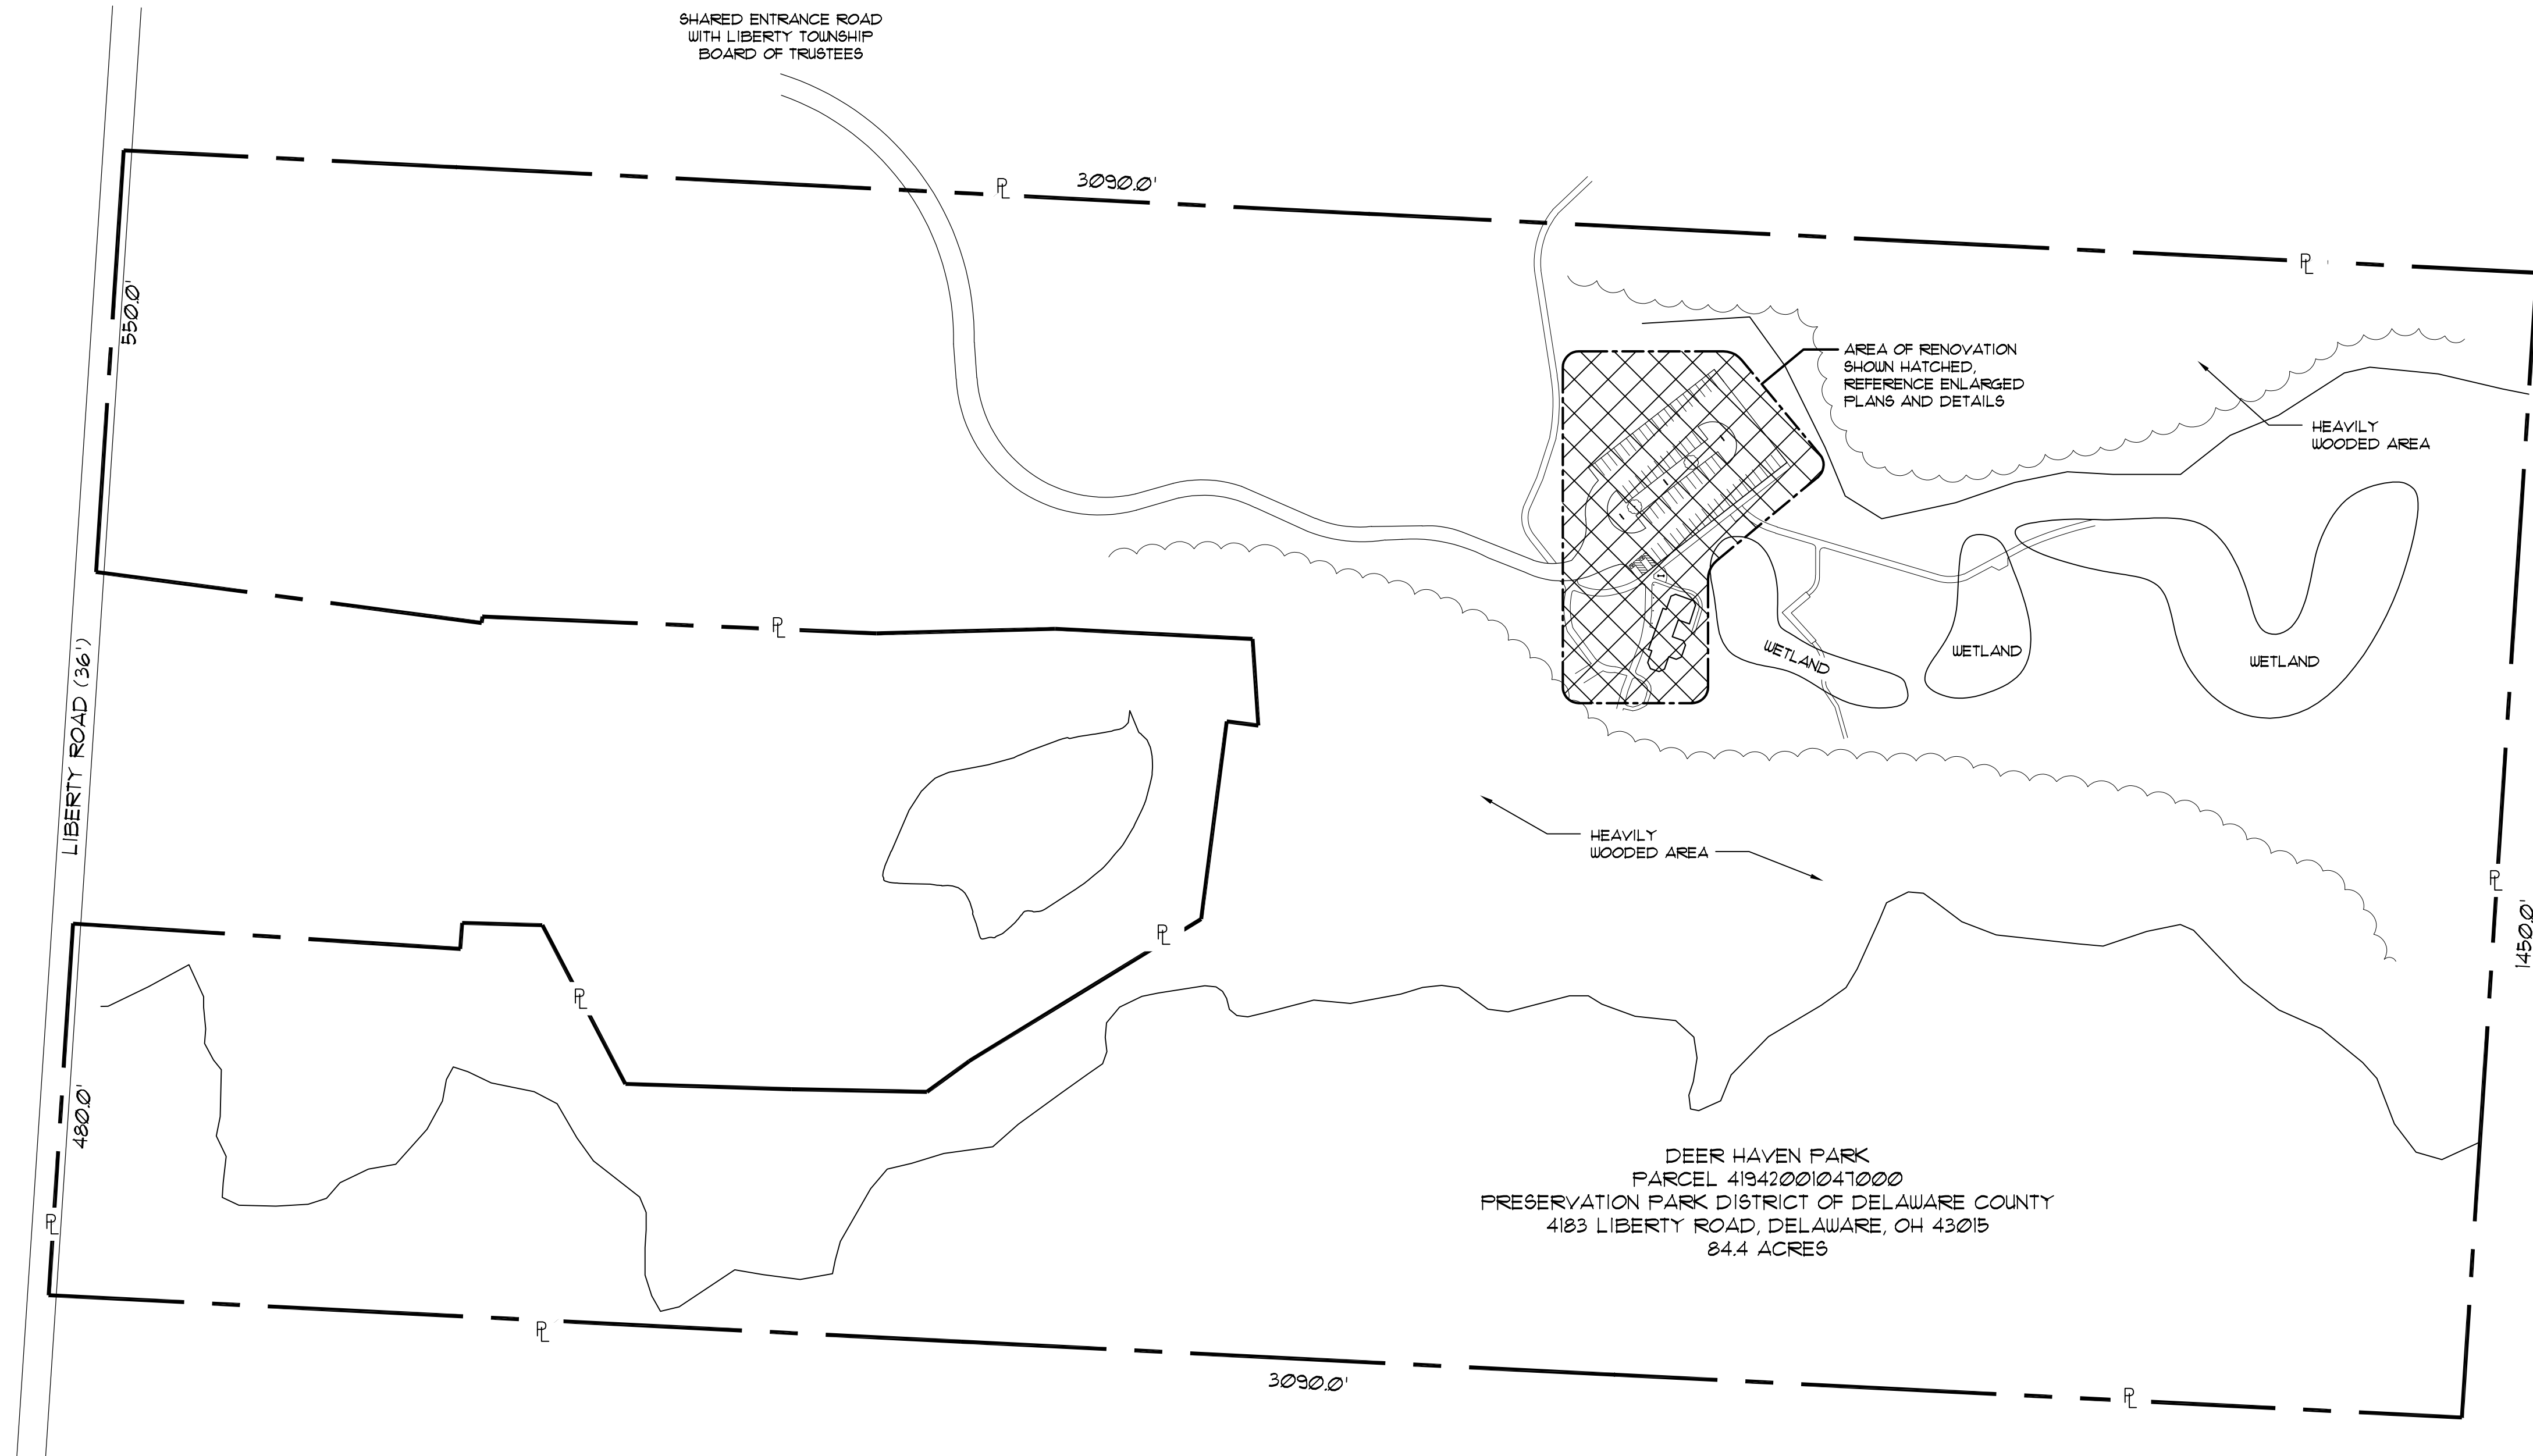 SHARED ENTRANCE ROAD
WITH LIBERTY TOWNSHIP
BOARD OF TRUSTEES
PL
3090.0'
PL
550.0'
AREA OF RENOVATION
SHOWN HATCHED,
REFERENCE ENLARGED
PLANS AND DETAILS
HEAVILY
WOODED AREA
PL
LIBERTY ROAD (36')
WETLAND
WETLAND
WETLAND
HEAVILY
WOODED AREA
PL
PL
PL
1450.0'
480.0'
PL
DEER HAVEN PARK
PARCEL 41942001047000
PRESERVATION PARK DISTRICT OF DELAWARE COUNTY
4183 LIBERTY ROAD, DELAWARE, OH 43015
84.4 ACRES
PL
3090.0'
PL